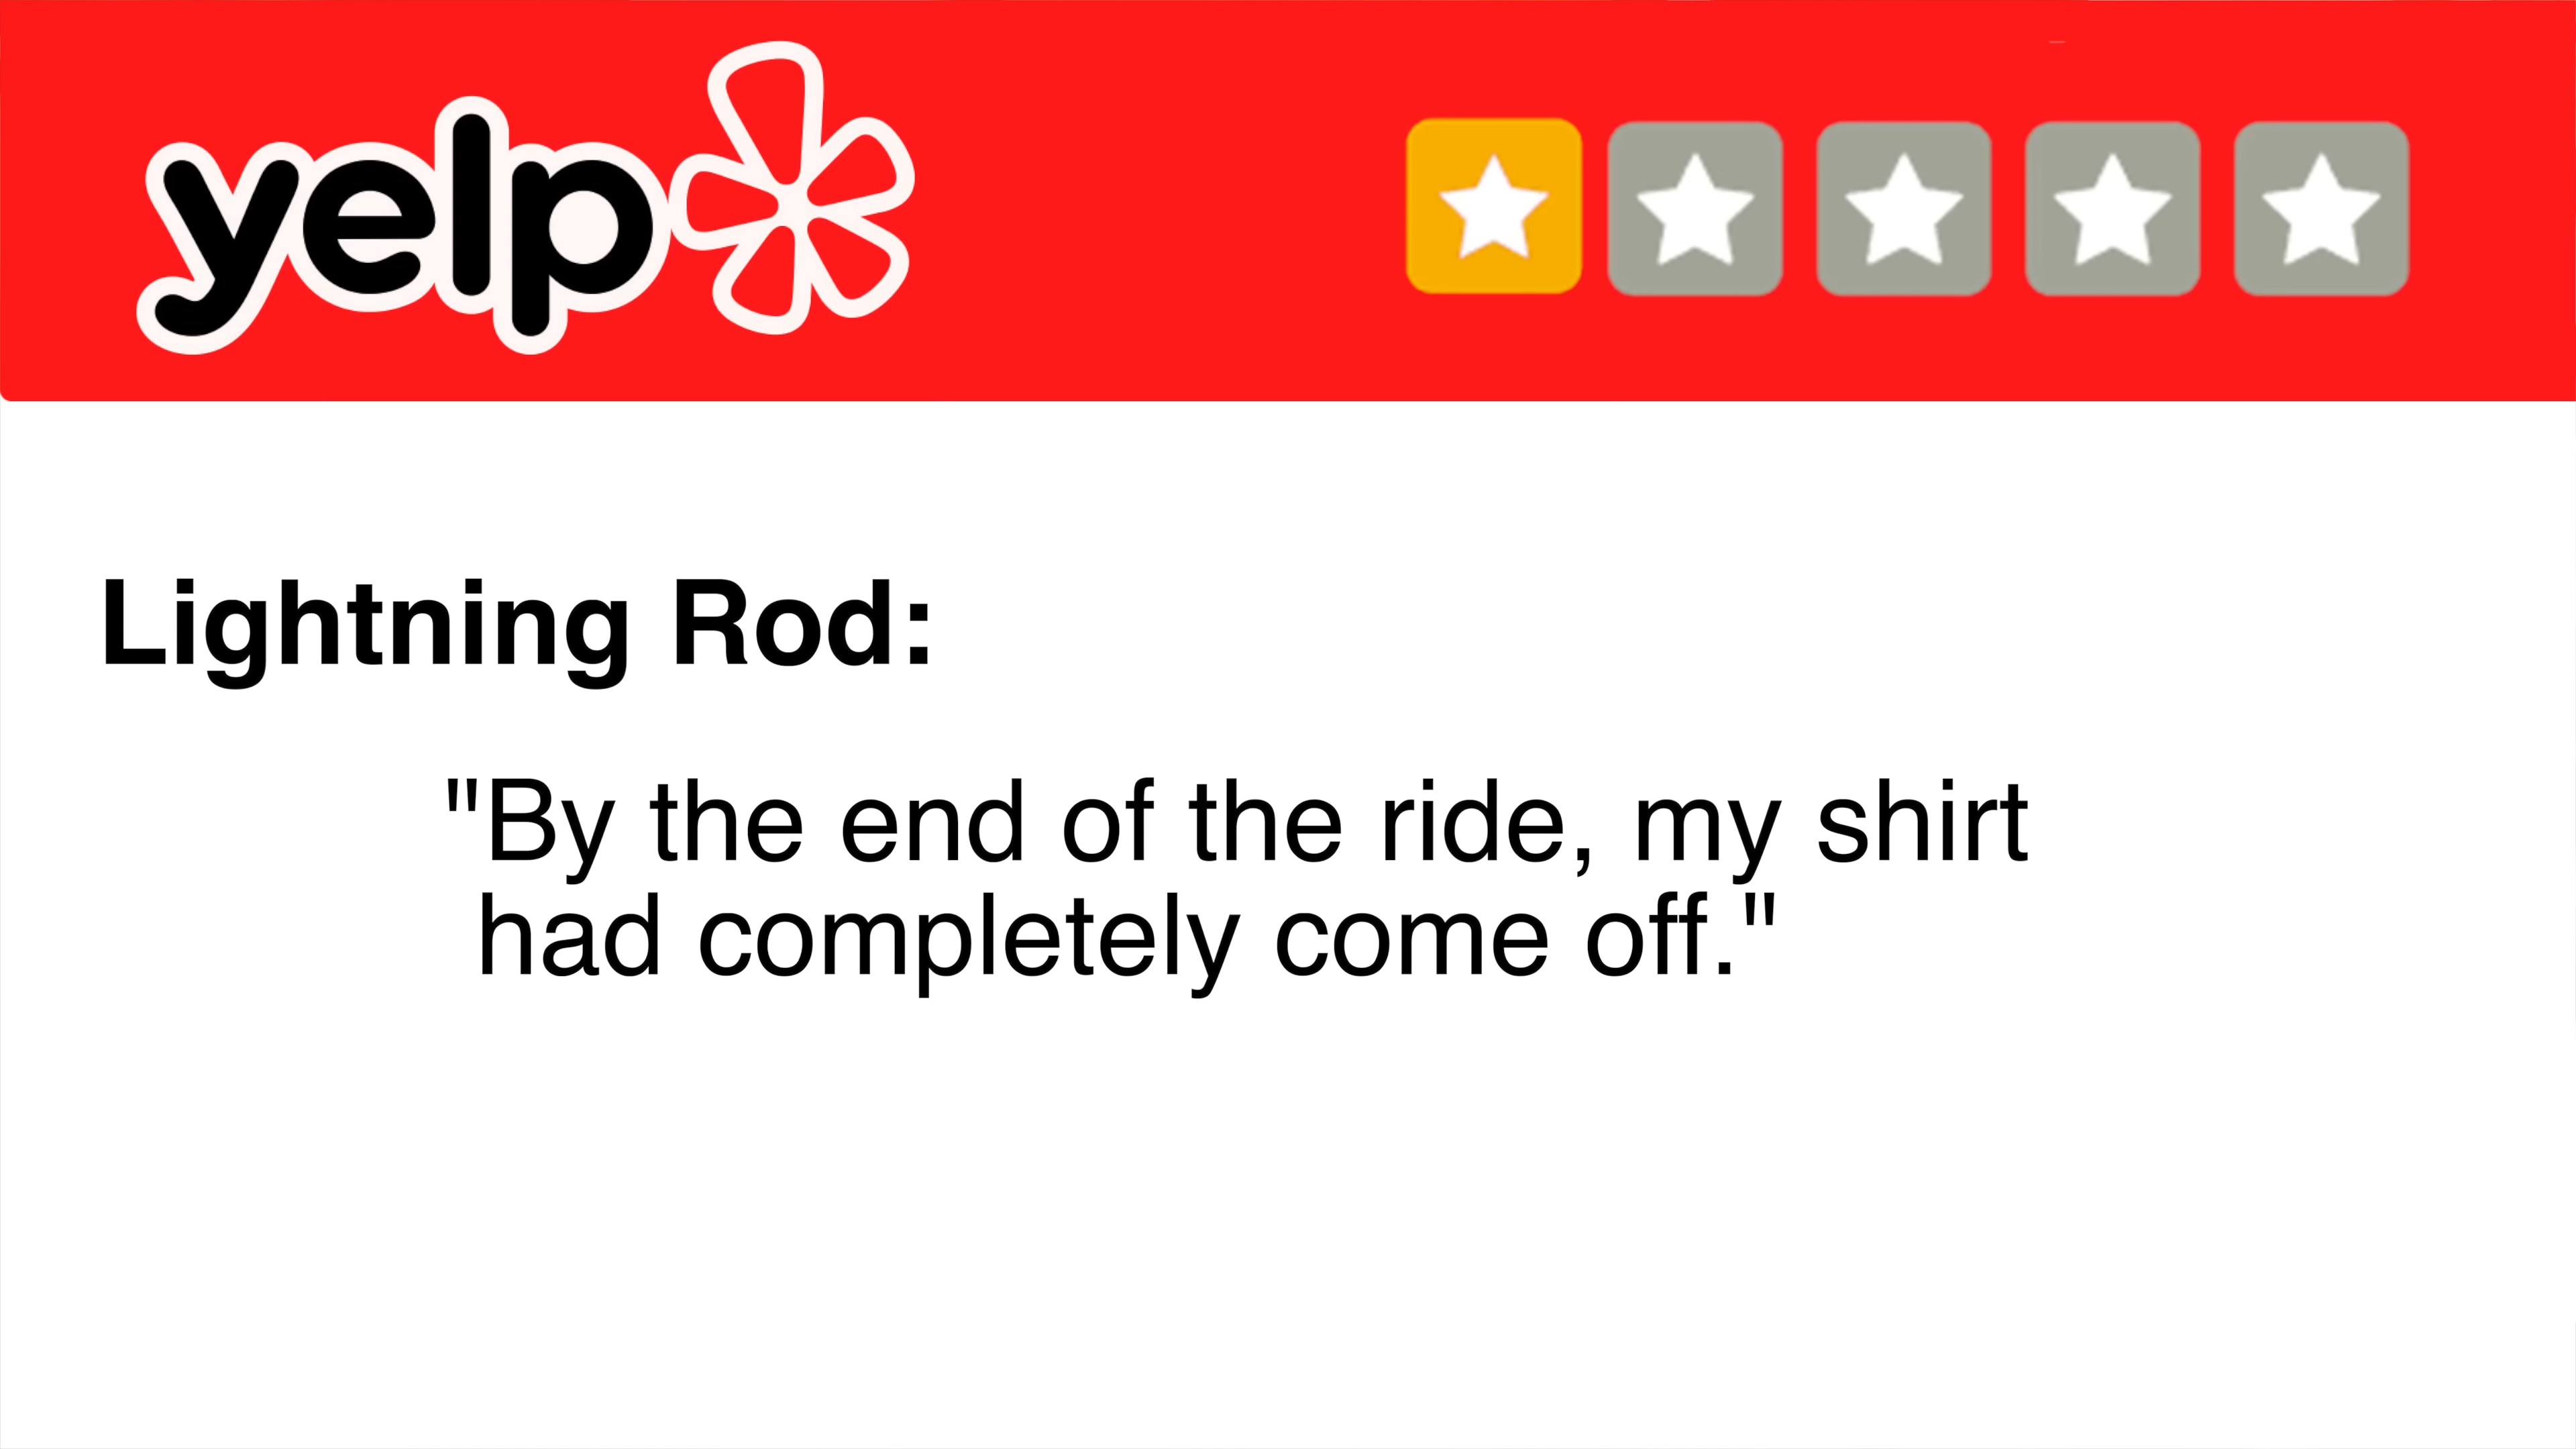 yelp
Lightning Rod:
"By the end of the ride, my shirt
had completely come off."